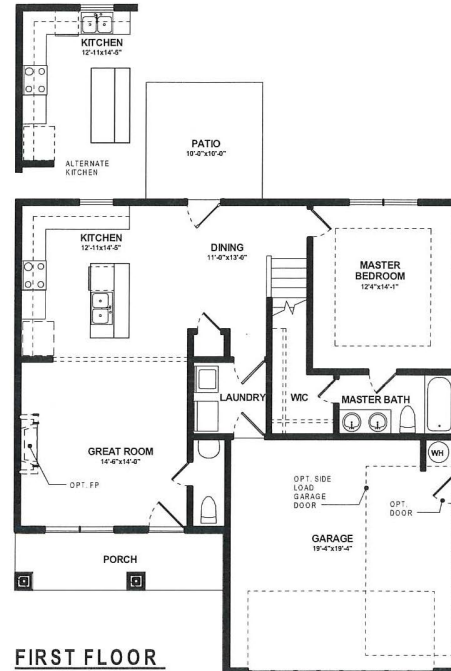 KITCHEN
12'-11x14'-5"
ALTERNATE
KITCHEN
PATIO
10'-0"x10'-0"
KITCHEN
12'-11x14'-5"
DINING
11'-0"x13'-0"
MASTER
BEDROOM
12'4"x14'-1"
LAUNDRY
WIC
MASTER BATH
GREAT ROOM
14'-6"x14'-0"
OPT. FP
WH
OPT. SIDE
LOAD
GARAGE
DOOR
OPT.
DOOR
GARAGE
19'-4"x19'-4"
PORCH
FIRST FLOOR